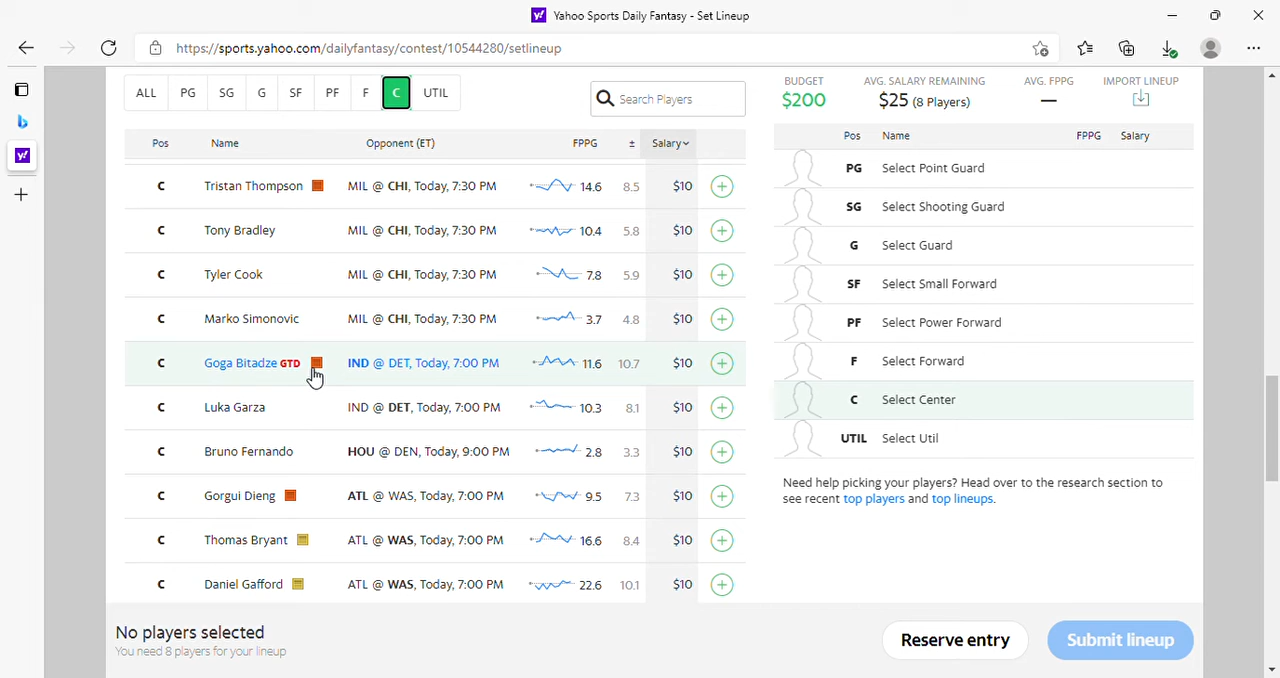 Yahoo Sports Daily Fantasy - Set Lineup
https://sports.yahoo.com/dailyfantasy/contest/10544280/setlineup
ALL PG SG G SF PF F C UTIL
Search Players
Pos Name Opponent (ET) FPPG ± Salary
C Tristan Thompson MIL @ CHI, Today, 7:30 PM 14.6 8.5 $10
C Tony Bradley MIL @ CHI, Today, 7:30 PM 10.4 5.8 $10
C Tyler Cook MIL @ CHI, Today, 7:30 PM 7.8 5.9 $10
C Marko Simonovic MIL @ CHI, Today, 7:30 PM 3.7 4.8 $10
C Goga Bitadze GTD IND @ DET, Today, 7:00 PM 11.6 10.7 $10
C Luka Garza IND @ DET, Today, 7:00 PM 10.3 8.1 $10
C Bruno Fernando HOU @ DEN, Today, 9:00 PM 2.8 3.3 $10
C Gorgui Dieng ATL @ WAS, Today, 7:00 PM 9.5 7.3 $10
C Thomas Bryant ATL @ WAS, Today, 7:00 PM 16.6 8.4 $10
C Daniel Gafford ATL @ WAS, Today, 7:00 PM 22.6 10.1 $10
BUDGET AVG. SALARY REMAINING AVG. FPPG IMPORT LINEUP
$200 $25 (8 Players) —
Pos Name FPPG Salary
PG Select Point Guard
SG Select Shooting Guard
G Select Guard
SF Select Small Forward
PF Select Power Forward
F Select Forward
C Select Center
UTIL Select Util
Need help picking your players? Head over to the research section to
see recent top players and top lineups.
No players selected
You need 8 players for your lineup
Reserve entry
Submit lineup